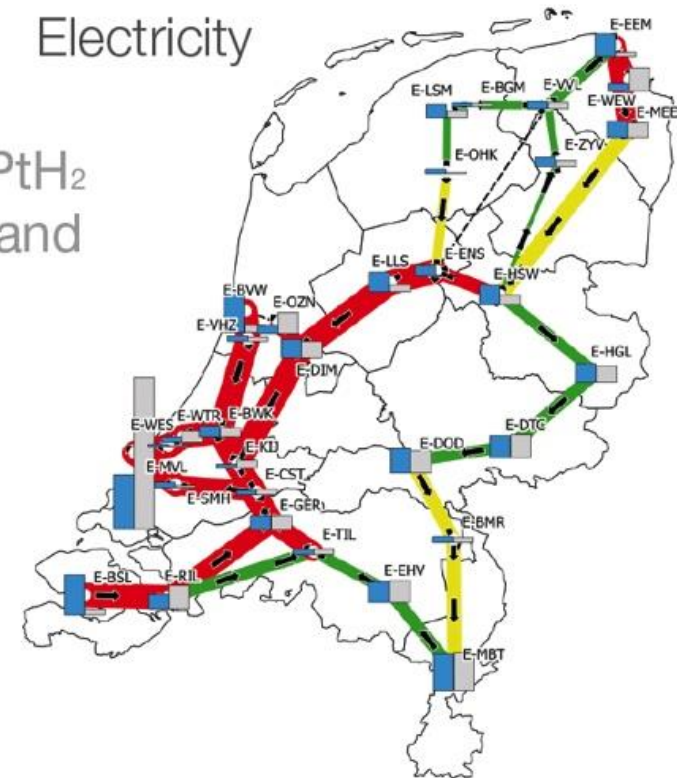 Electricity
PtH₂
and
E-EEM
E-LSM
E-BGM
E-VVL
E-WEW
E-MEE
E-OHK
E-ZYV
E-ENS
E-LLS
E-HSW
E-BVW
E-OZN
E-VHZ
E-DIM
E-HGL
E-WES
E-WTR
E-BWK
E-DTC
E-DOD
E-KIJ
E-MVL
E-CST
E-SMH
E-GER
E-TIL
E-BMR
E-BSL
E-RIL
E-EHV
E-MBT